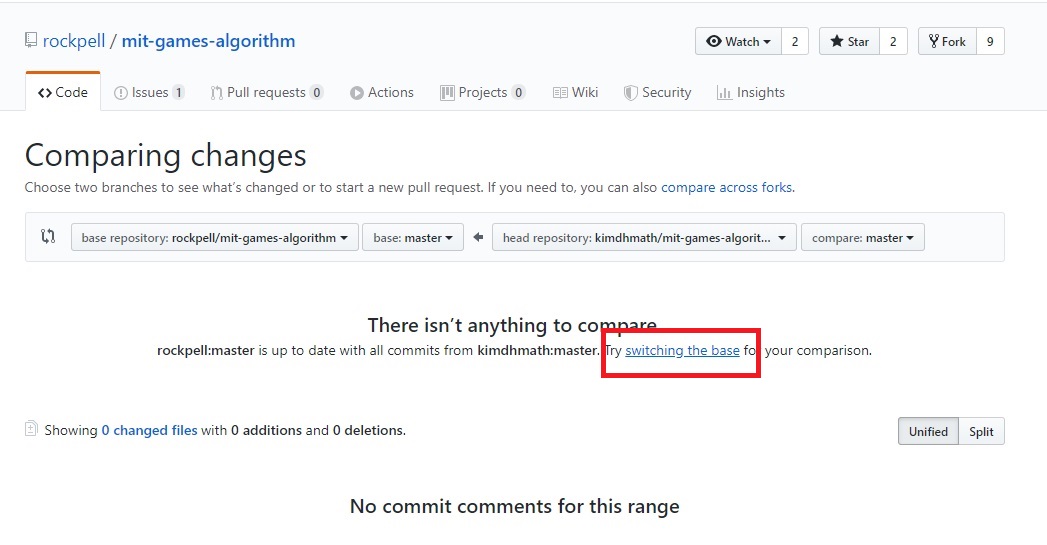 rockpell / mit-games-algorithm
Watch 2 Star 2 Fork 9
Code Issues 1 Pull requests 0 Actions Projects 0 Wiki Security Insights
Comparing changes
Choose two branches to see what's changed or to start a new pull request. If you need to, you can also compare across forks.
base repository: rockpell/mit-games-algorithm base: master head repository: kimdhmath/mit-games-algorit... compare: master
There isn't anything to compare
rockpell:master is up to date with all commits from kimdhmath:master. Try switching the base for your comparison.
Showing 0 changed files with 0 additions and 0 deletions.
Unified Split
No commit comments for this range